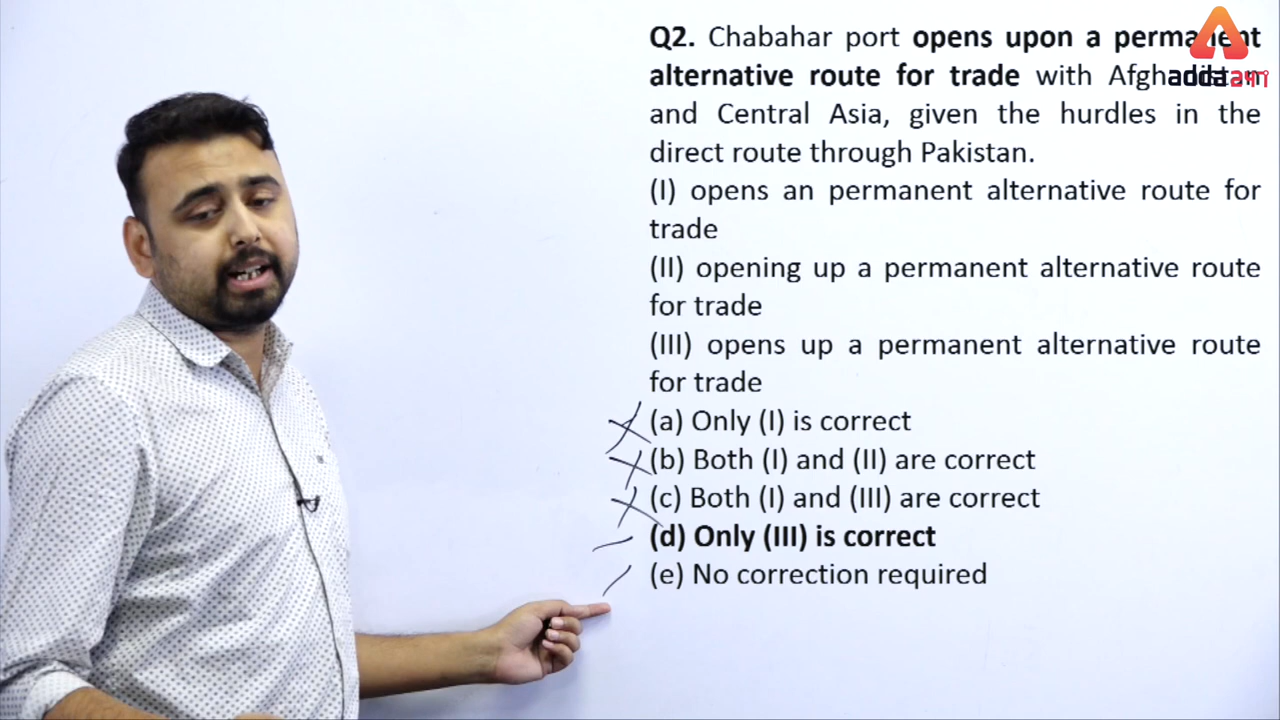 Q2. Chabahar port opens upon a permanent
alternative route for trade with Afghanistan
and Central Asia, given the hurdles in the
direct route through Pakistan.
(I) opens an permanent alternative route for
trade
(II) opening up a permanent alternative route
for trade
(III) opens up a permanent alternative route
for trade
(a) Only (I) is correct
(b) Both (I) and (II) are correct
(c) Both (I) and (III) are correct
(d) Only (III) is correct
(e) No correction required
adda247